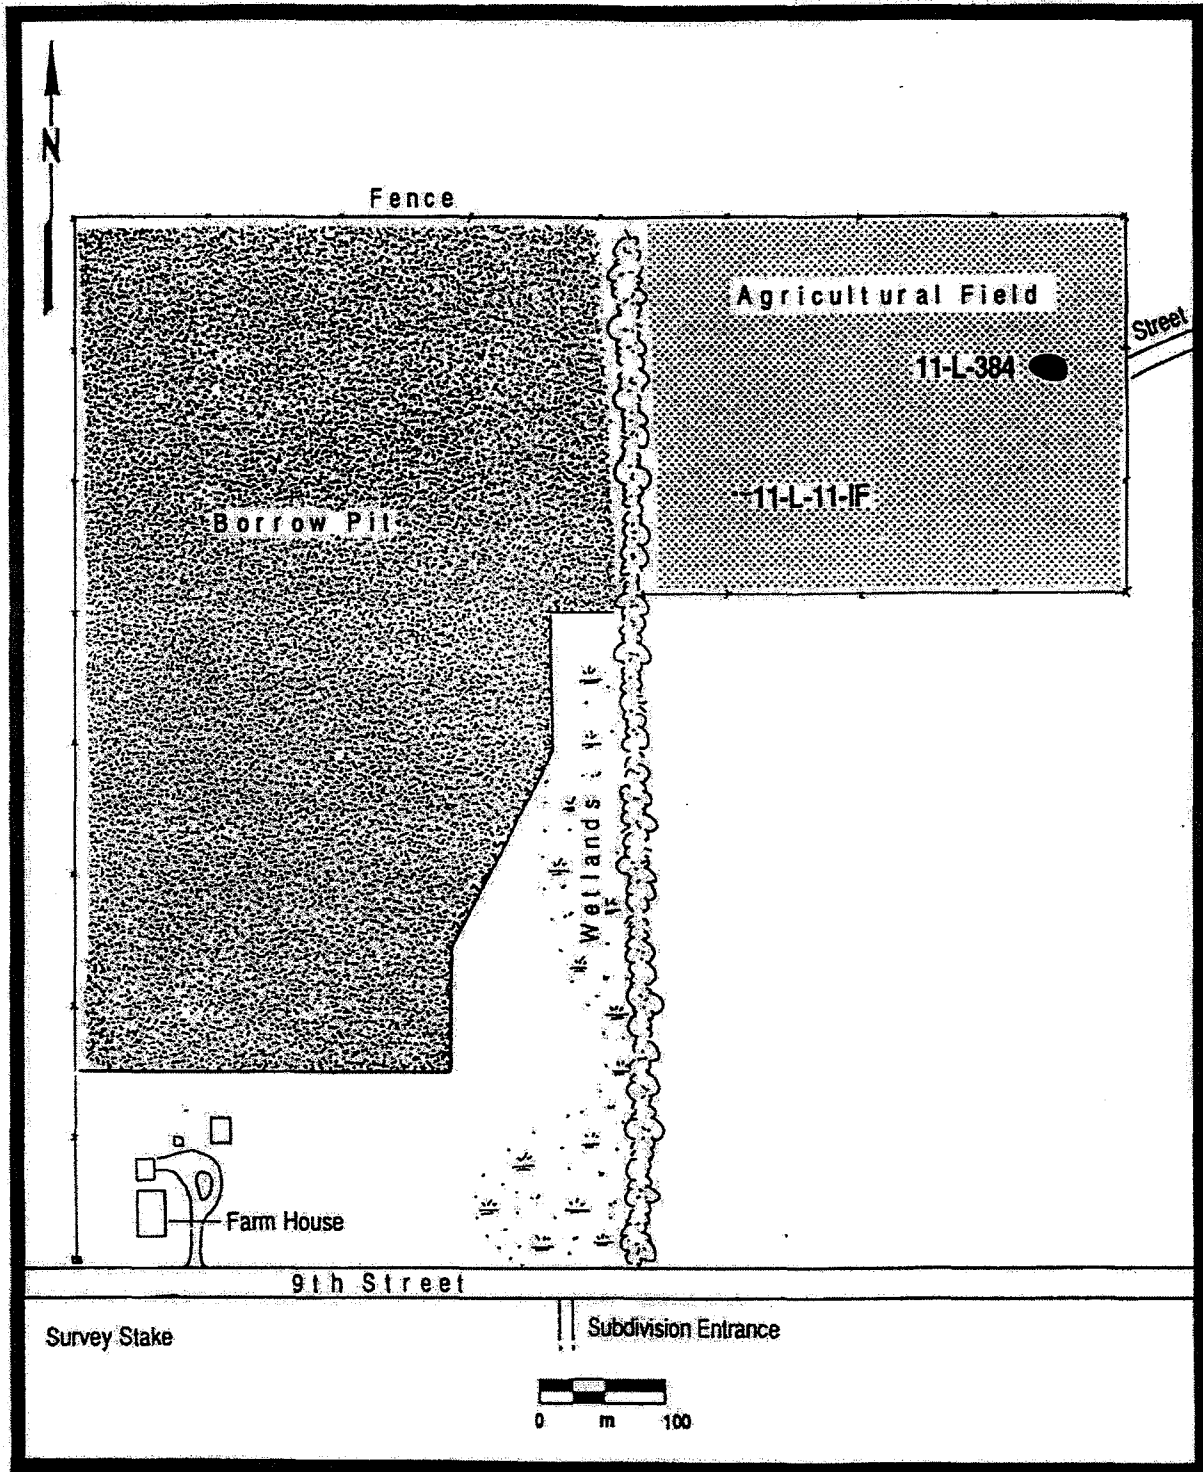 N
Fence
Agricultural Field
Street
11-L-384
11-L-11-IF
Borrow Pit
Wetlands
Farm House
9th Street
Survey Stake
Subdivision Entrance
0 m 100